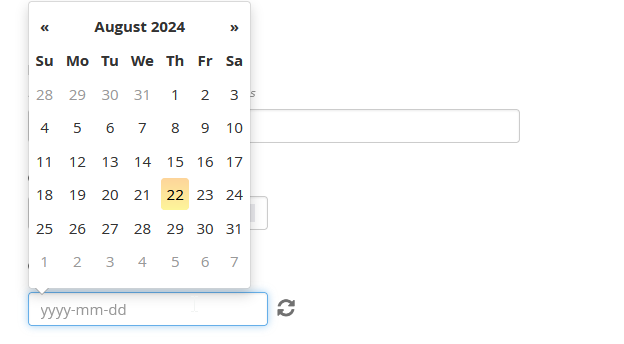 « August 2024 »
Su Mo Tu We Th Fr Sa
28 29 30 31 1 2 3
4 5 6 7 8 9 10
11 12 13 14 15 16 17
18 19 20 21 22 23 24
25 26 27 28 29 30 31
1 2 3 4 5 6 7
yyyy-mm-dd